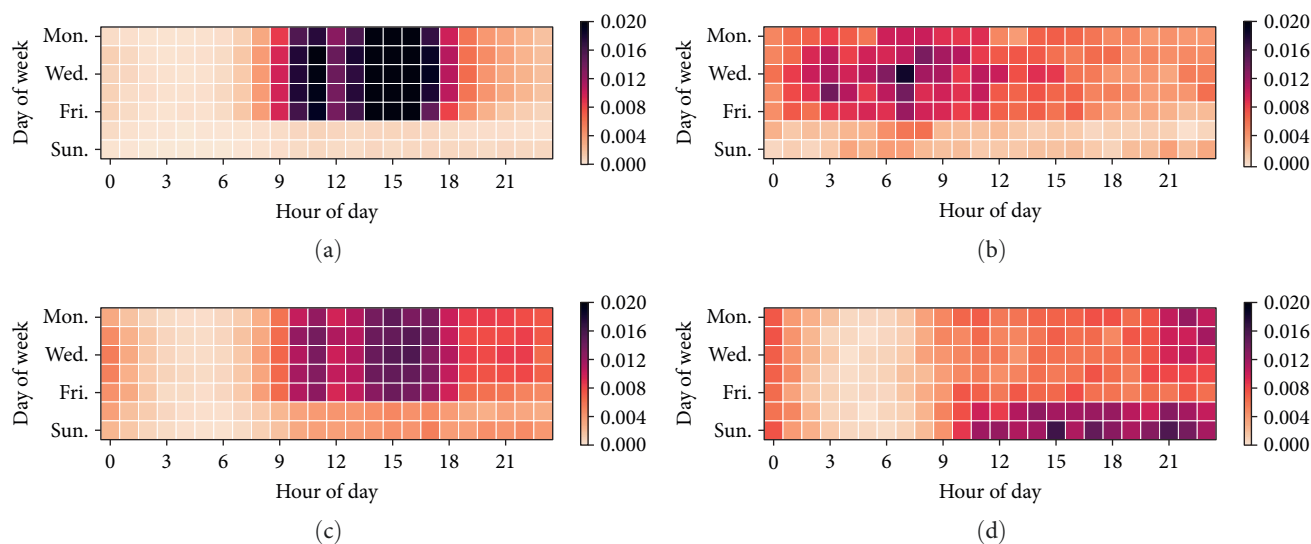 Day of week
Mon.
Wed.
Fri.
Sun.
0 3 6 9 12 15 18 21
Hour of day
0.020
0.016
0.012
0.008
0.004
0.000
(a)
Day of week
Mon.
Wed.
Fri.
Sun.
0 3 6 9 12 15 18 21
Hour of day
0.020
0.016
0.012
0.008
0.004
0.000
(b)
Day of week
Mon.
Wed.
Fri.
Sun.
0 3 6 9 12 15 18 21
Hour of day
0.020
0.016
0.012
0.008
0.004
0.000
(c)
Day of week
Mon.
Wed.
Fri.
Sun.
0 3 6 9 12 15 18 21
Hour of day
0.020
0.016
0.012
0.008
0.004
0.000
(d)